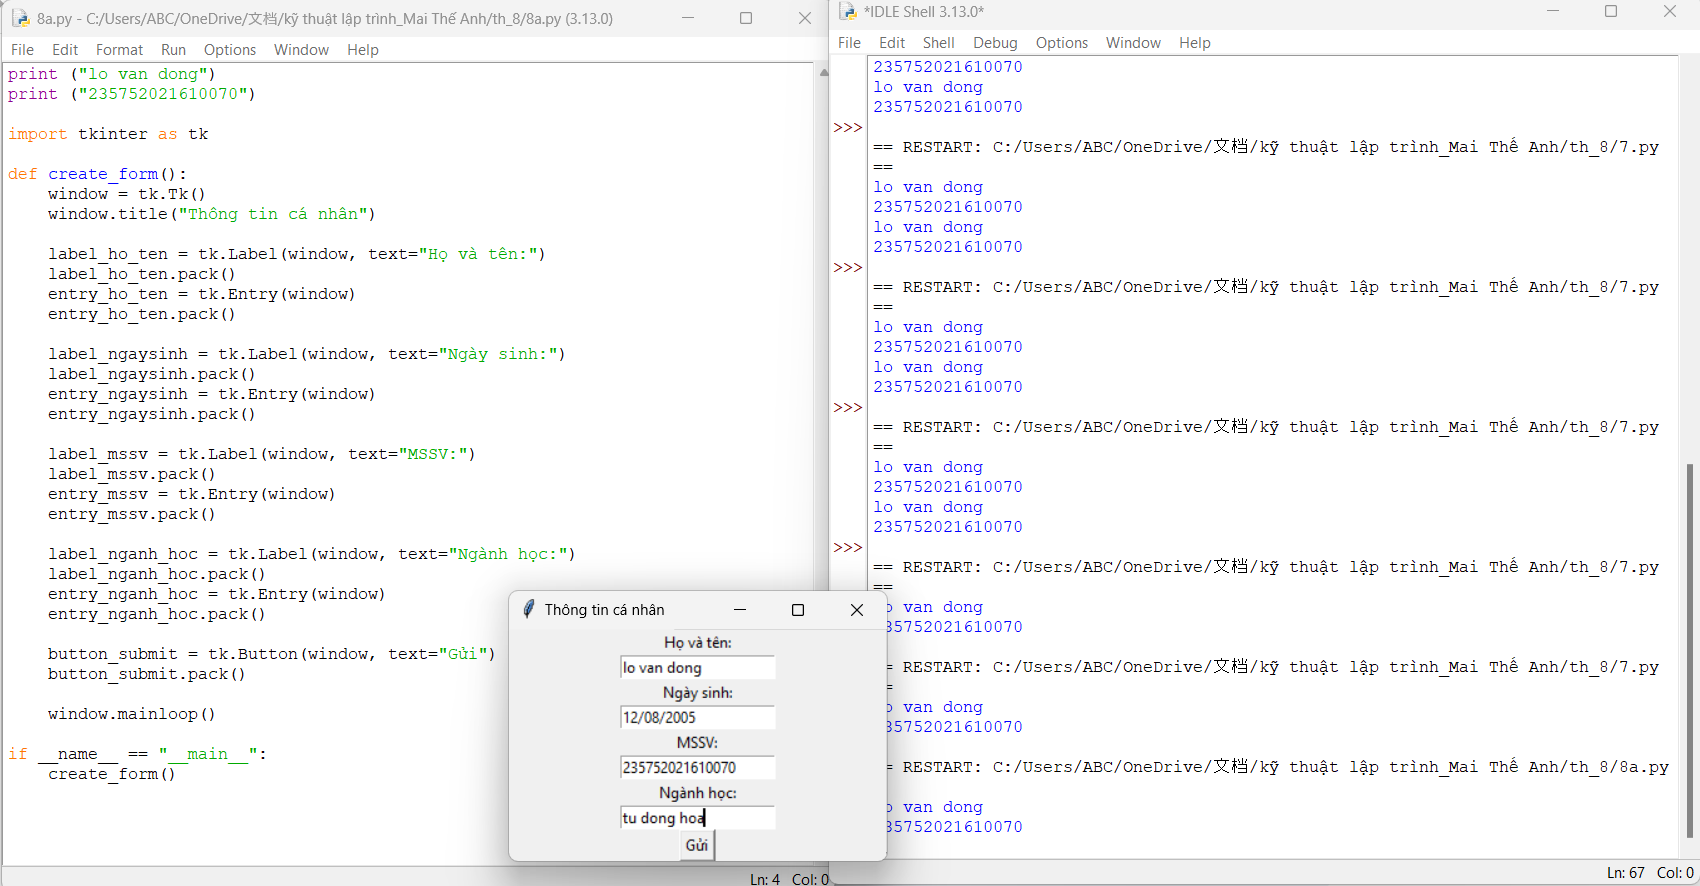 8a.py - C:/Users/ABC/OneDrive/文档/kỹ thuật lập trình_Mai Thế Anh/th_8/8a.py (3.13.0)
File Edit Format Run Options Window Help
print ("lo van dong")
print ("235752021610070")
import tkinter as tk
def create_form():
window = tk.Tk()
window.title("Thông tin cá nhân")
label_ho_ten = tk.Label(window, text="Họ và tên:")
label_ho_ten.pack()
entry_ho_ten = tk.Entry(window)
entry_ho_ten.pack()
label_ngaysinh = tk.Label(window, text="Ngày sinh:")
label_ngaysinh.pack()
entry_ngaysinh = tk.Entry(window)
entry_ngaysinh.pack()
label_mssv = tk.Label(window, text="MSSV:")
label_mssv.pack()
entry_mssv = tk.Entry(window)
entry_mssv.pack()
label_nganh_hoc = tk.Label(window, text="Ngành học:")
label_nganh_hoc.pack()
entry_nganh_hoc = tk.Entry(window)
entry_nganh_hoc.pack()
button_submit = tk.Button(window, text="Gửi")
button_submit.pack()
window.mainloop()
if __name__ == "__main__":
create_form()
Ln: 4 Col: 0
Thông tin cá nhân
Họ và tên:
lo van dong
Ngày sinh:
12/08/2005
MSSV:
235752021610070
Ngành học:
tu dong hoa
Gửi
*IDLE Shell 3.13.0*
File Edit Shell Debug Options Window Help
235752021610070
lo van dong
235752021610070
>>>
== RESTART: C:/Users/ABC/OneDrive/文档/kỹ thuật lập trình_Mai Thế Anh/th_8/7.py
==
lo van dong
235752021610070
lo van dong
235752021610070
>>>
== RESTART: C:/Users/ABC/OneDrive/文档/kỹ thuật lập trình_Mai Thế Anh/th_8/7.py
==
lo van dong
235752021610070
lo van dong
235752021610070
>>>
== RESTART: C:/Users/ABC/OneDrive/文档/kỹ thuật lập trình_Mai Thế Anh/th_8/7.py
==
lo van dong
235752021610070
lo van dong
235752021610070
>>>
== RESTART: C:/Users/ABC/OneDrive/文档/kỹ thuật lập trình_Mai Thế Anh/th_8/7.py
==
o van dong
35752021610070
= RESTART: C:/Users/ABC/OneDrive/文档/kỹ thuật lập trình_Mai Thế Anh/th_8/7.py
=
o van dong
35752021610070
= RESTART: C:/Users/ABC/OneDrive/文档/kỹ thuật lập trình_Mai Thế Anh/th_8/8a.py
o van dong
35752021610070
Ln: 67 Col: 0